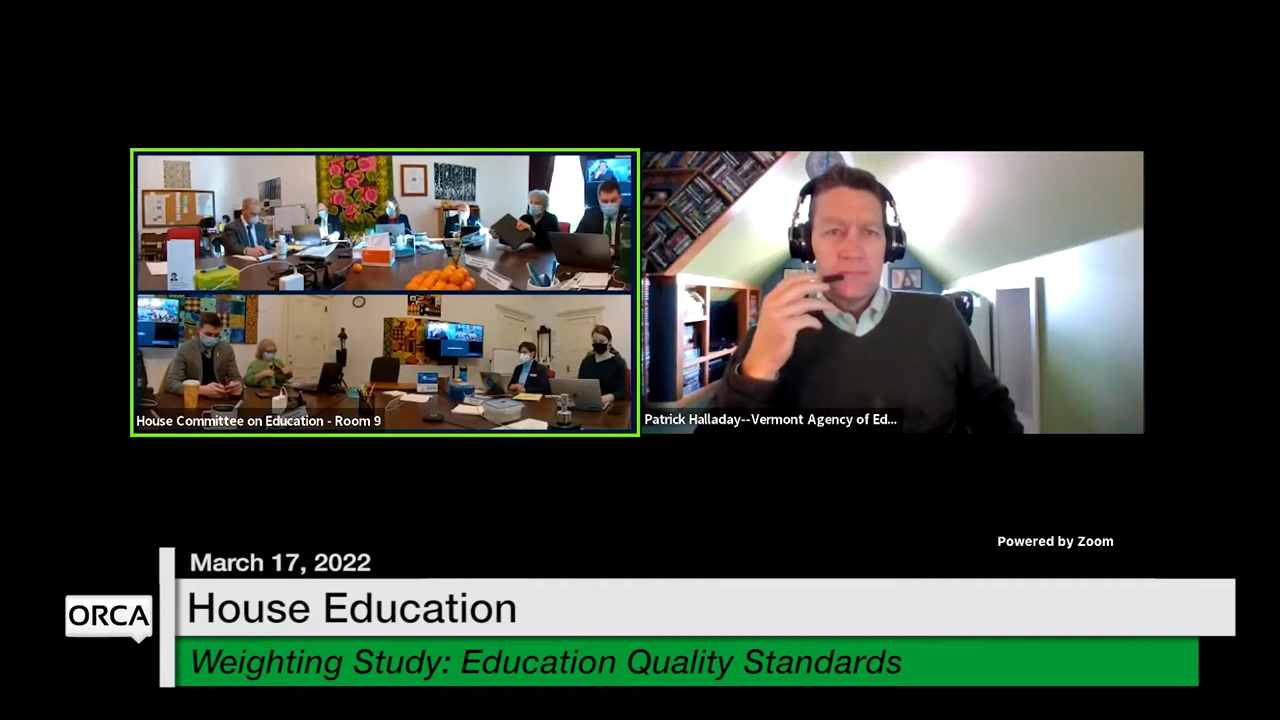 House Committee on Education - Room 9
Patrick Halladay--Vermont Agency of Ed...
Powered by Zoom
March 17, 2022
ORCA
House Education
Weighting Study: Education Quality Standards